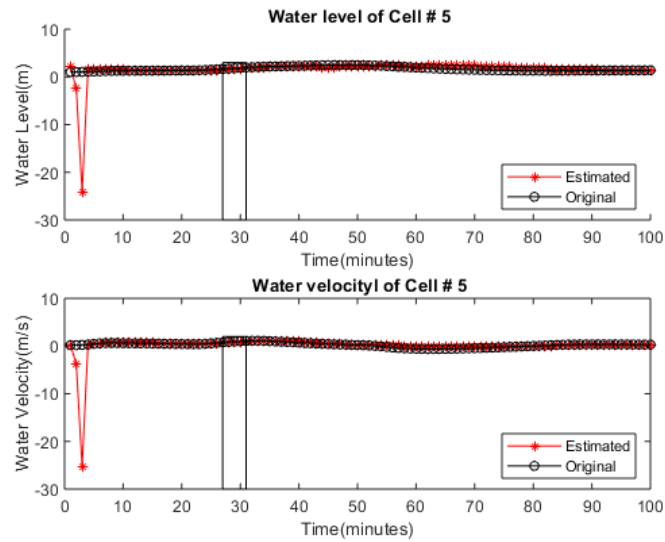 Water level of Cell # 5
10
0
-10
-20
-30
Water Level(m)
Estimated
Original
0 10 20 30 40 50 60 70 80 90 100
Time(minutes)
Water velocityl of Cell # 5
10
0
-10
-20
-30
Water Velocity(m/s)
Estimated
Original
0 10 20 30 40 50 60 70 80 90 100
Time(minutes)